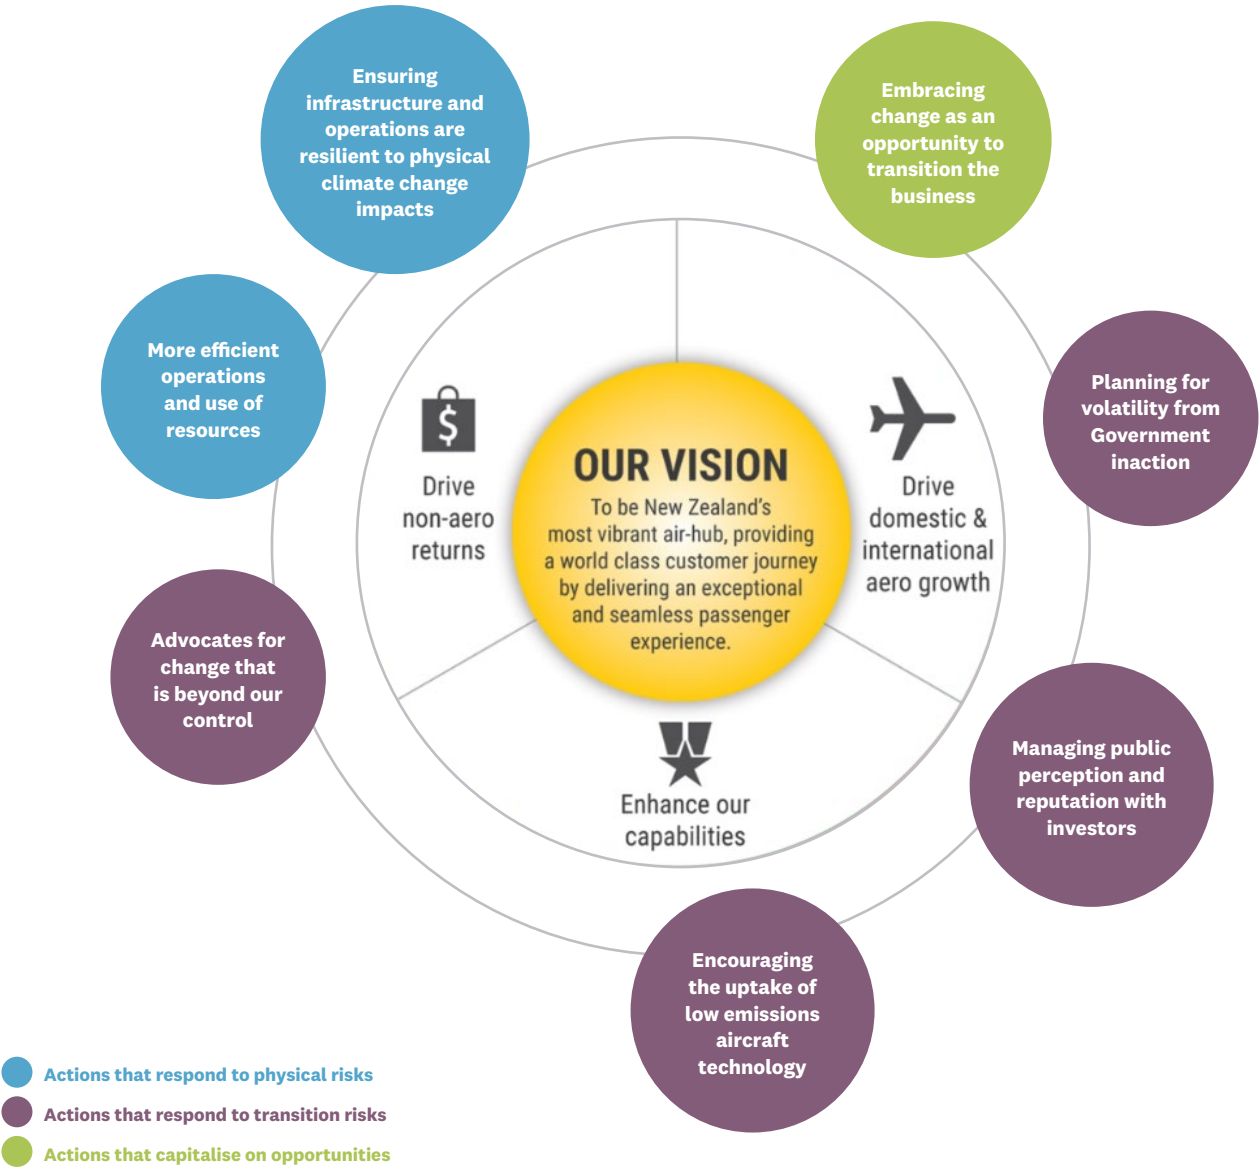 Ensuring
infrastructure and
operations are
resilient to physical
climate change
impacts
Embracing
change as an
opportunity to
transition the
business
More efficient
operations
and use of
resources
Planning for
volatility from
Government
inaction
$
Drive
non-aero
returns
OUR VISION
To be New Zealand's
most vibrant air-hub, providing
a world class customer journey
by delivering an exceptional
and seamless passenger
experience.
Drive
domestic &
international
aero growth
Advocates for
change that
is beyond our
control
Managing public
perception and
reputation with
investors
Enhance our
capabilities
Encouraging
the uptake of
low emissions
aircraft
technology
Actions that respond to physical risks
Actions that respond to transition risks
Actions that capitalise on opportunities